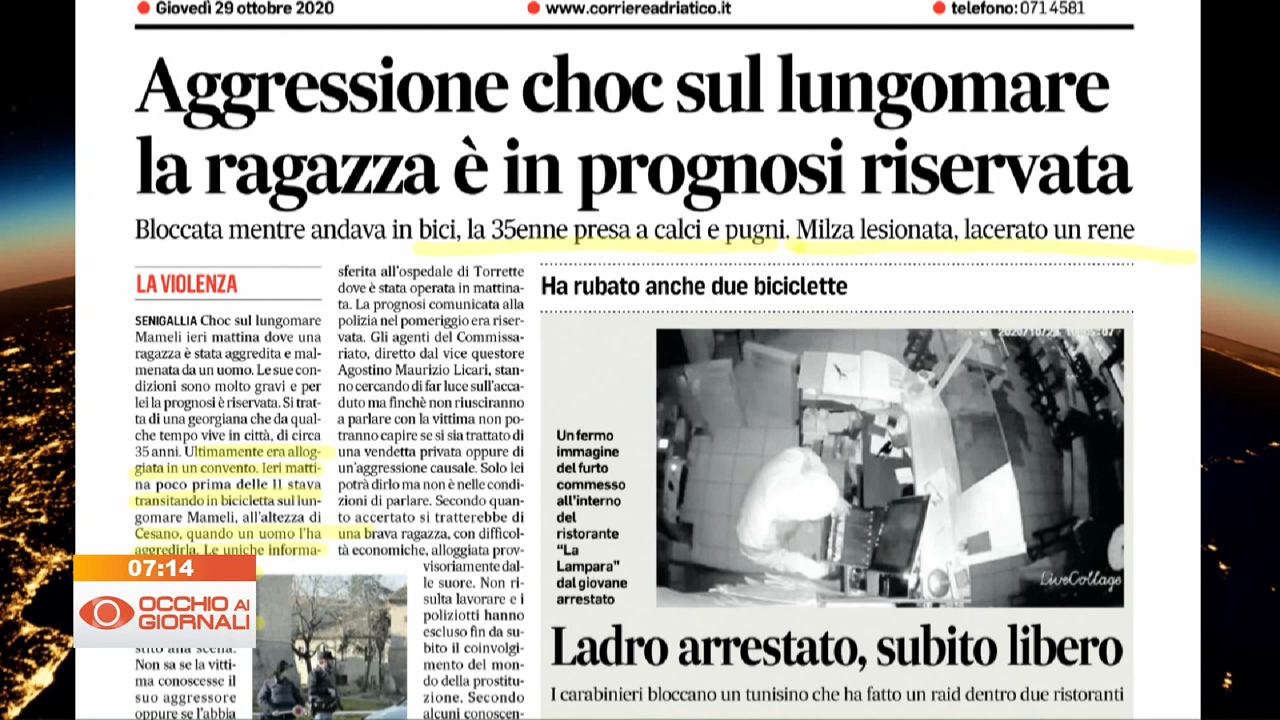 Giovedì 29 ottobre 2020
www.corriereadriatico.it
telefono: 071 4581
Aggressione choc sul lungomare
la ragazza è in prognosi riservata
Bloccata mentre andava in bici, la 35enne presa a calci e pugni. Milza lesionata, lacerato un rene
LA VIOLENZA
SENIGALLIA Choc sul lungomare
Mameli ieri mattina dove una
ragazza è stata aggredita e mal-
menata da un uomo. Le sue con-
dizioni sono molto gravi e per
lei la prognosi è riservata. Si trat-
ta di una georgiana che da qual-
che tempo vive in città, di circa
35 anni. Ultimamente era allog-
giata in un convento. Ieri matti-
na poco prima delle 11 stava
transitando in bicicletta sul lun-
gomare Mameli, all'altezza di
Cesano, quando un uomo l'ha
aggredirla. Le uniche informa-
stito alla scena.
Non sa se la vitti-
ma conoscesse il
suo aggressore
oppure se l'abbia
sferita all'ospedale di Torrette
dove è stata operata in mattina-
ta. La prognosi comunicata alla
polizia nel pomeriggio era riser-
vata. Gli agenti del Commissa-
riato, diretto dal vice questore
Agostino Maurizio Licari, stan-
no cercando di far luce sull'acca-
duto ma finchè non riusciranno
a parlare con la vittima non po-
tranno capire se si sia trattato di
una vendetta privata oppure di
un'aggressione causale. Solo lei
potrà dirlo ma non è nelle condi-
zioni di parlare. Secondo quan-
to accertato si tratterebbe di
una brava ragazza, con difficol-
tà economiche, alloggiata prov-
visoriamente dal-
le suore. Non ri-
sulta lavorare e i
poliziotti hanno
escluso fin da su-
bito il coinvolgi-
mento del mon-
do della prostitu-
zione. Secondo
alcuni conoscen-
Ha rubato anche due biciclette
Un fermo
immagine
del furto
commesso
all'interno
del
ristorante
“La
Lampara”
dal giovane
arrestato
LiveCollage
Ladro arrestato, subito libero
I carabinieri bloccano un tunisino che ha fatto un raid dentro due ristoranti
07:14
OCCHIO AI
GIORNALI